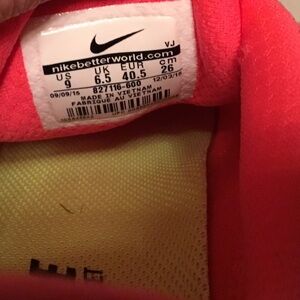 VJ
nikebetterworld.com
US UK EUR cm
9 6.5 40.5 26
09/09/15 827116-600 12/03/15
MADE IN VIETNAM
FABRIQUE AU VIETNAM